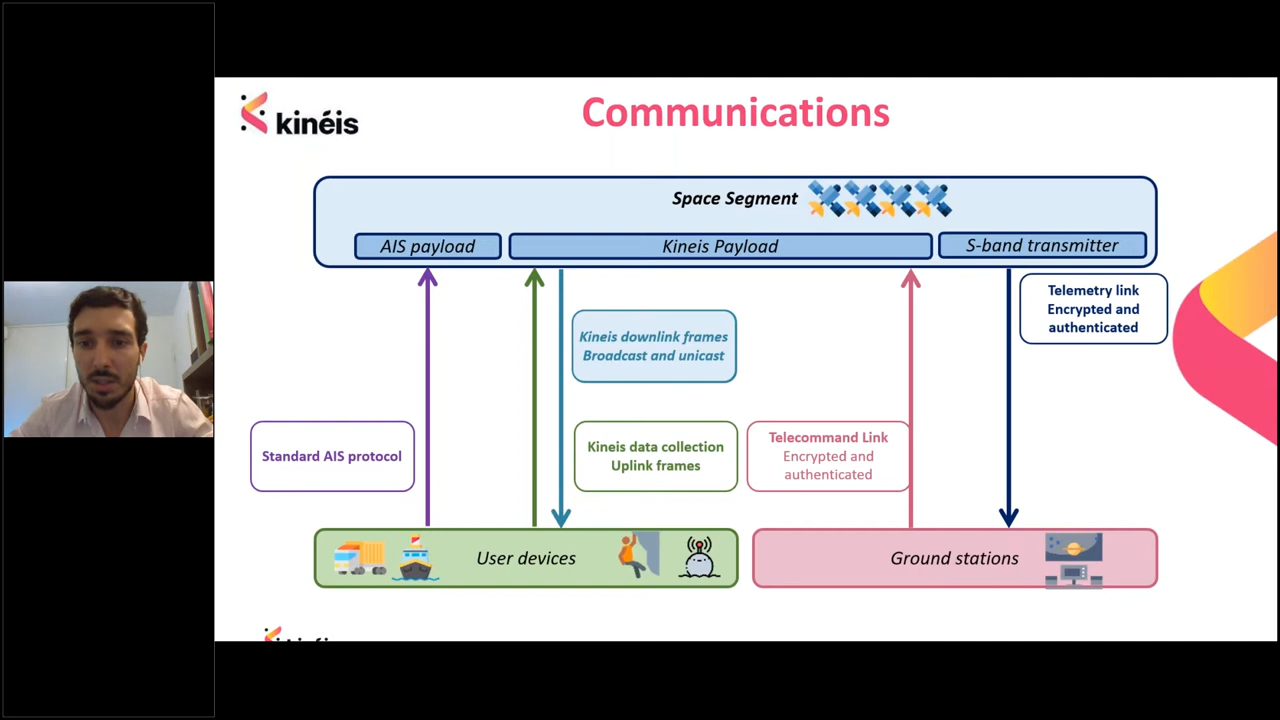 kinéis
Communications
Space Segment
AIS payload
Kineis Payload
S-band transmitter
Telemetry link
Encrypted and
authenticated
Kineis downlink frames
Broadcast and unicast
Standard AIS protocol
Kineis data collection
Uplink frames
Telecommand Link
Encrypted and
authenticated
User devices
Ground stations